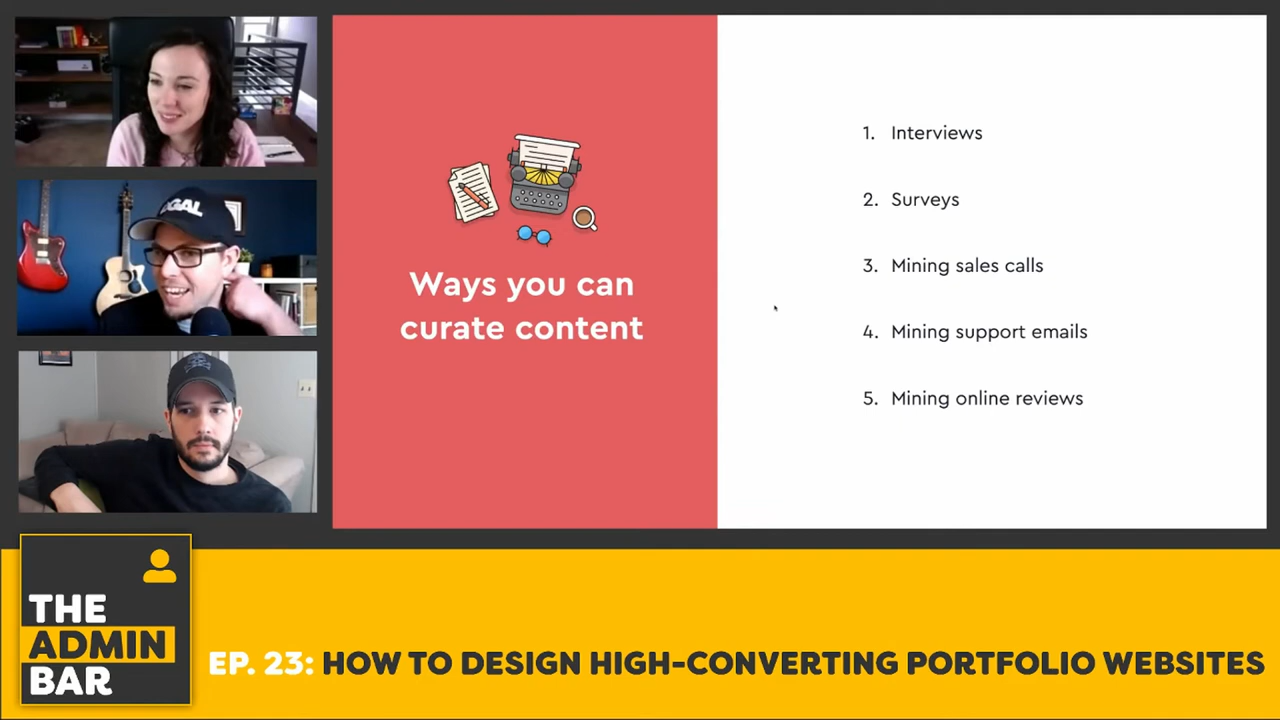 Ways you can
curate content
1. Interviews
2. Surveys
3. Mining sales calls
4. Mining support emails
5. Mining online reviews
THE
ADMIN
BAR
EP. 23: HOW TO DESIGN HIGH-CONVERTING PORTFOLIO WEBSITES